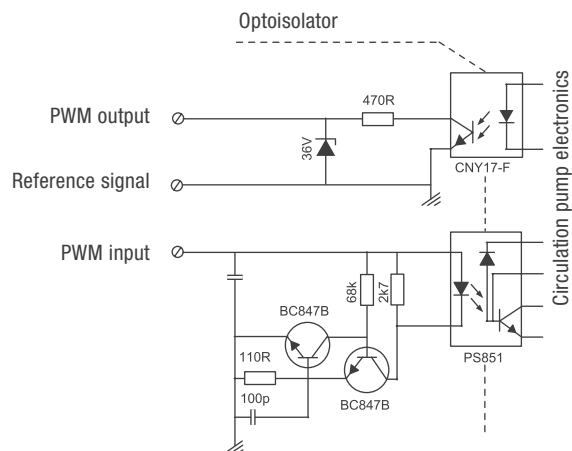 Optoisolator
470R
PWM output
36V
CNY17-F
Reference signal
Circulation pump electronics
PWM input
68k
2k7
BC847B
110R
PS851
100p
BC847B